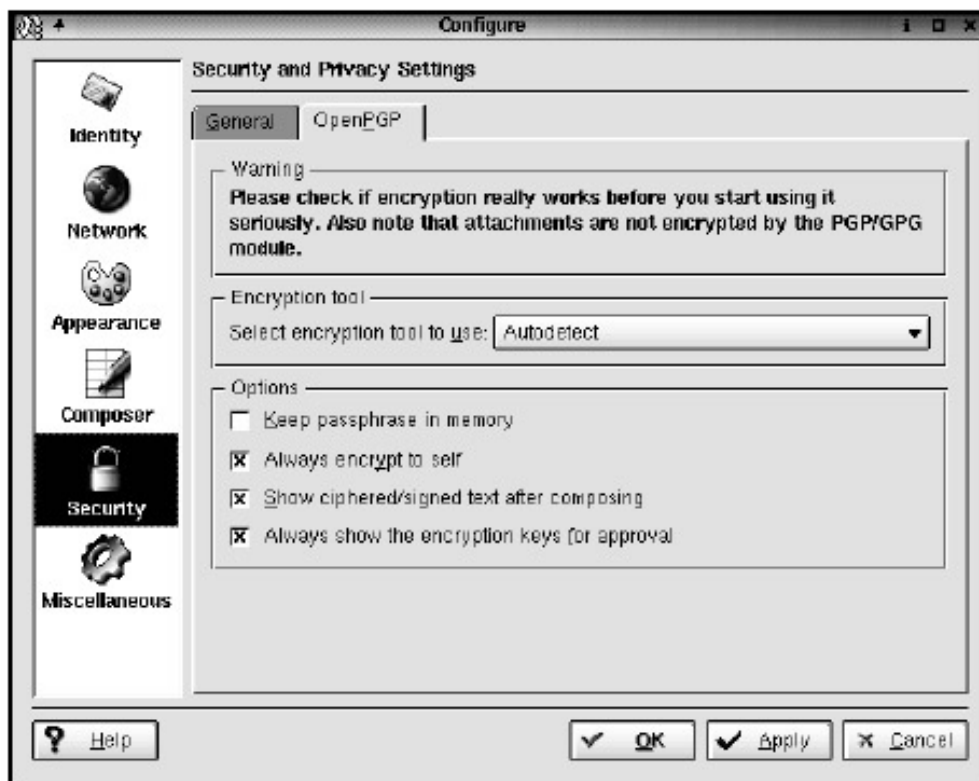 Configure
Identity
Network
Appearance
Composer
Security
Miscellaneous
Security and Privacy Settings
General
OpenPGP
Warning
Please check if encryption really works before you start using it
seriously. Also note that attachments are not encrypted by the PGP/GPG
module.
Encryption tool
Select encryption tool to use: Autodetect
Options
Keep passphrase in memory
Always encrypt to self
Show ciphered/signed text after composing
Always show the encryption keys for approval
Help
OK
Apply
Cancel